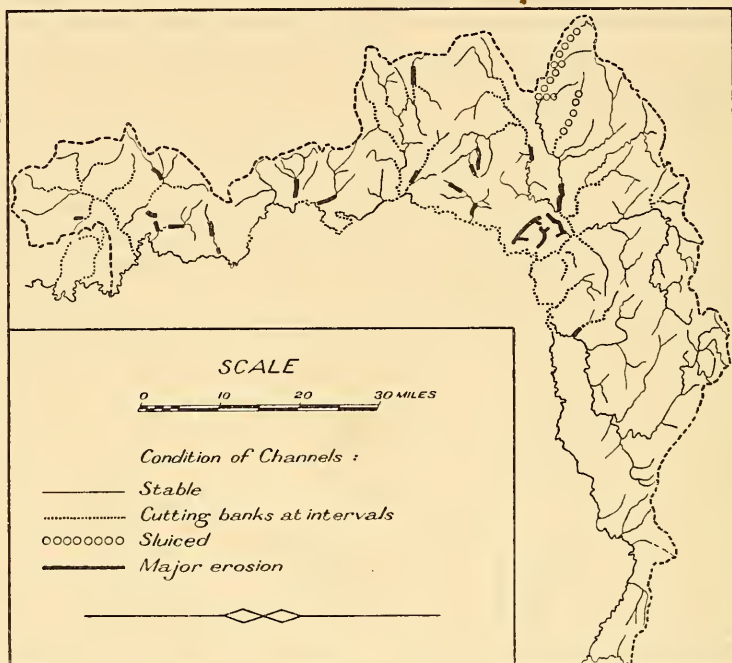 SCALE
0 10 20 30 MILES
Condition of Channels :
Stable
Cutting banks at intervals
Sluiced
Major erosion